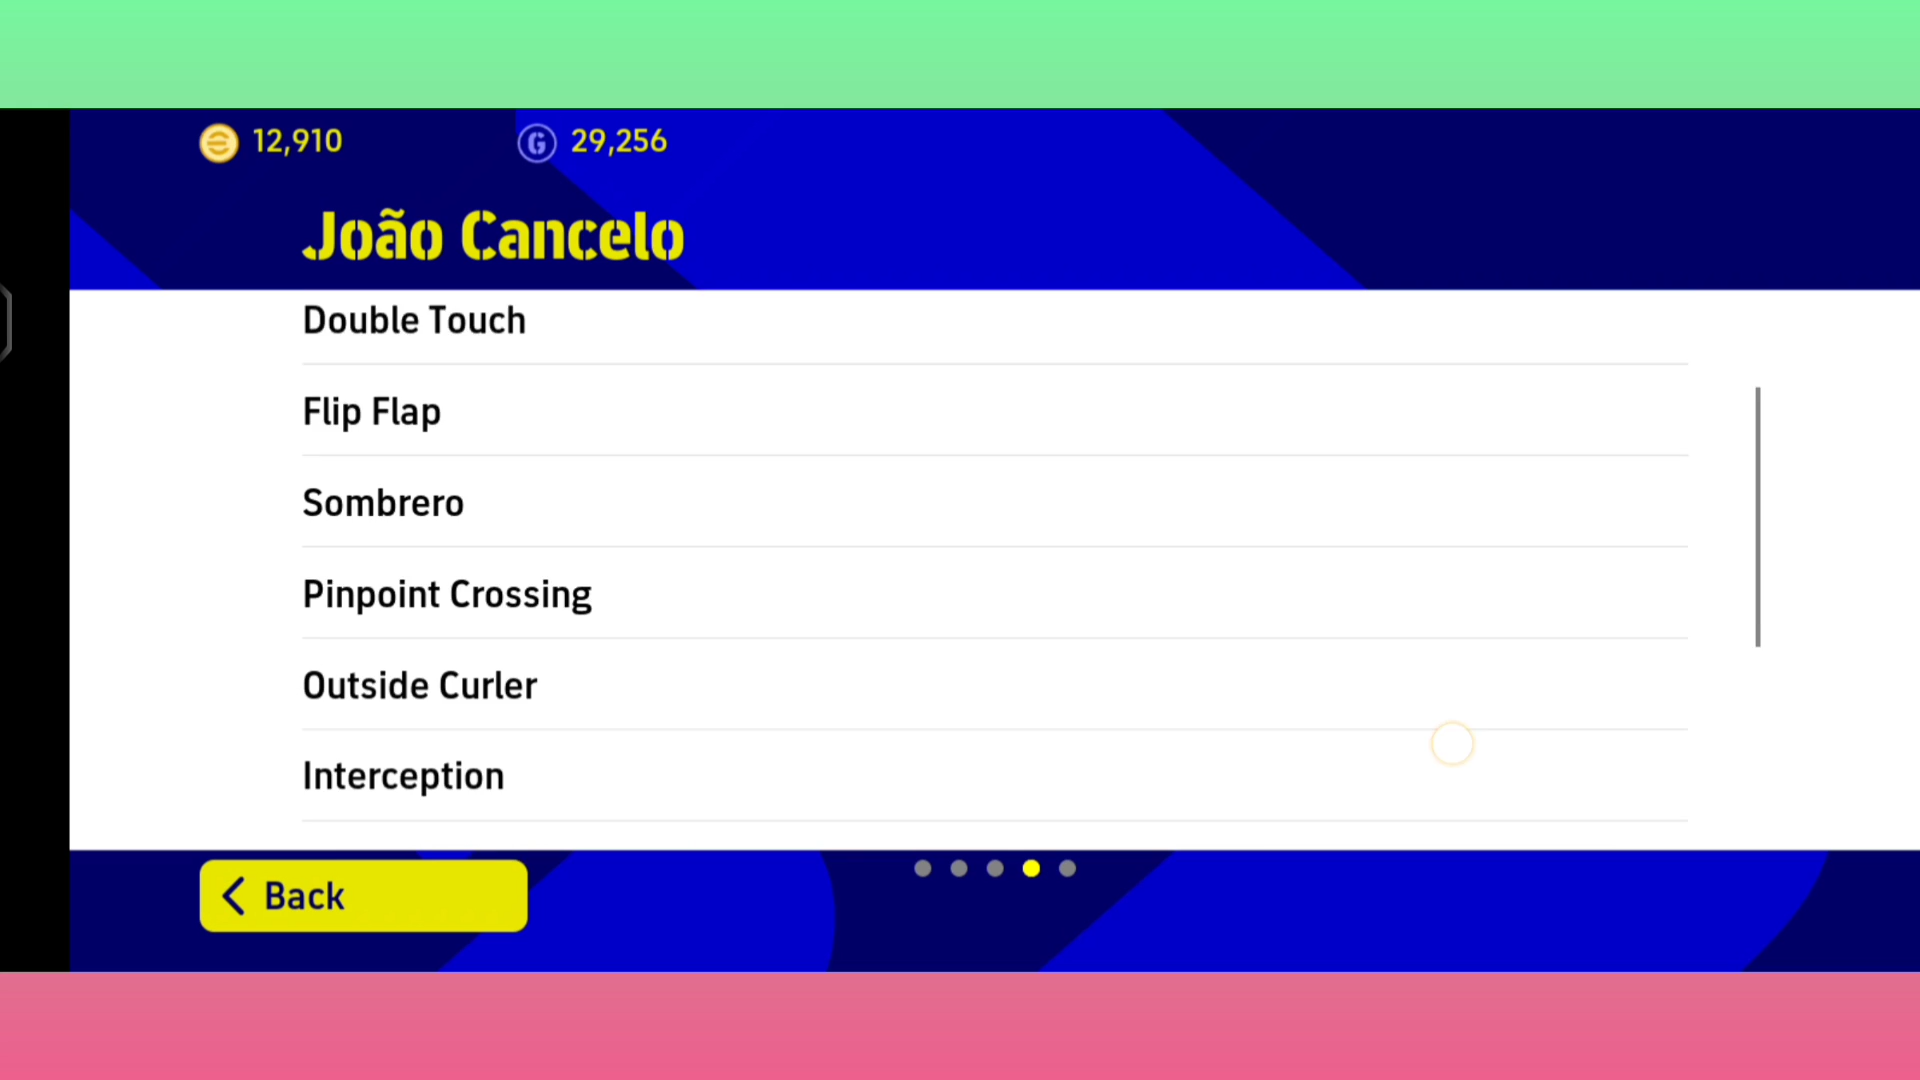 12,910
G 29,256
João Cancelo
Double Touch
Flip Flap
Sombrero
Pinpoint Crossing
Outside Curler
Interception
Back